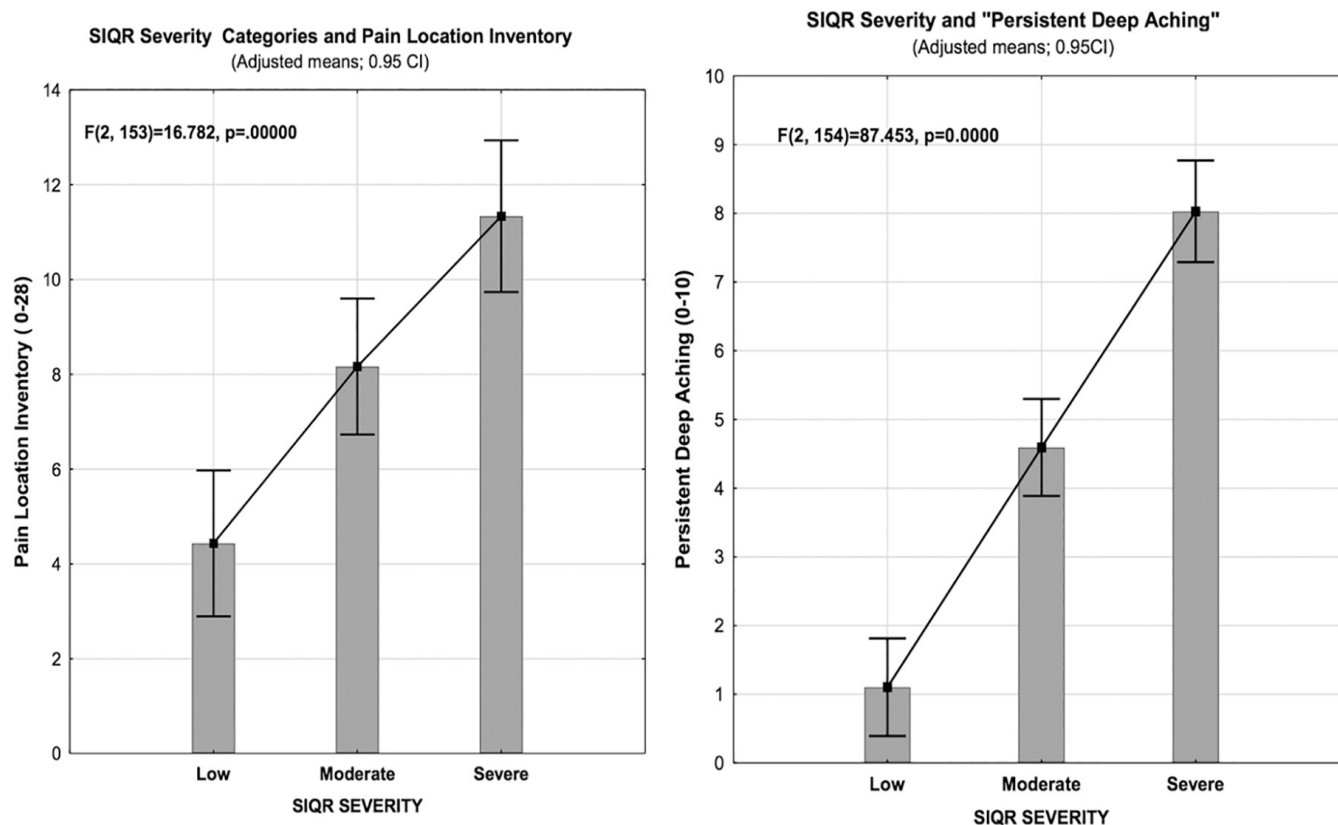 SIQR Severity Categories and Pain Location Inventory
(Adjusted means; 0.95 CI)
F(2, 153)=16.782, p=.00000
Pain Location Inventory ( 0-28)
14
12
10
8
6
4
2
0
Low Moderate Severe
SIQR SEVERITY
SIQR Severity and "Persistent Deep Aching"
(Adjusted means; 0.95CI)
F(2, 154)=87.453, p=0.0000
Persistent Deep Aching (0-10)
10
9
8
7
6
5
4
3
2
1
0
Low Moderate Severe
SIQR SEVERITY